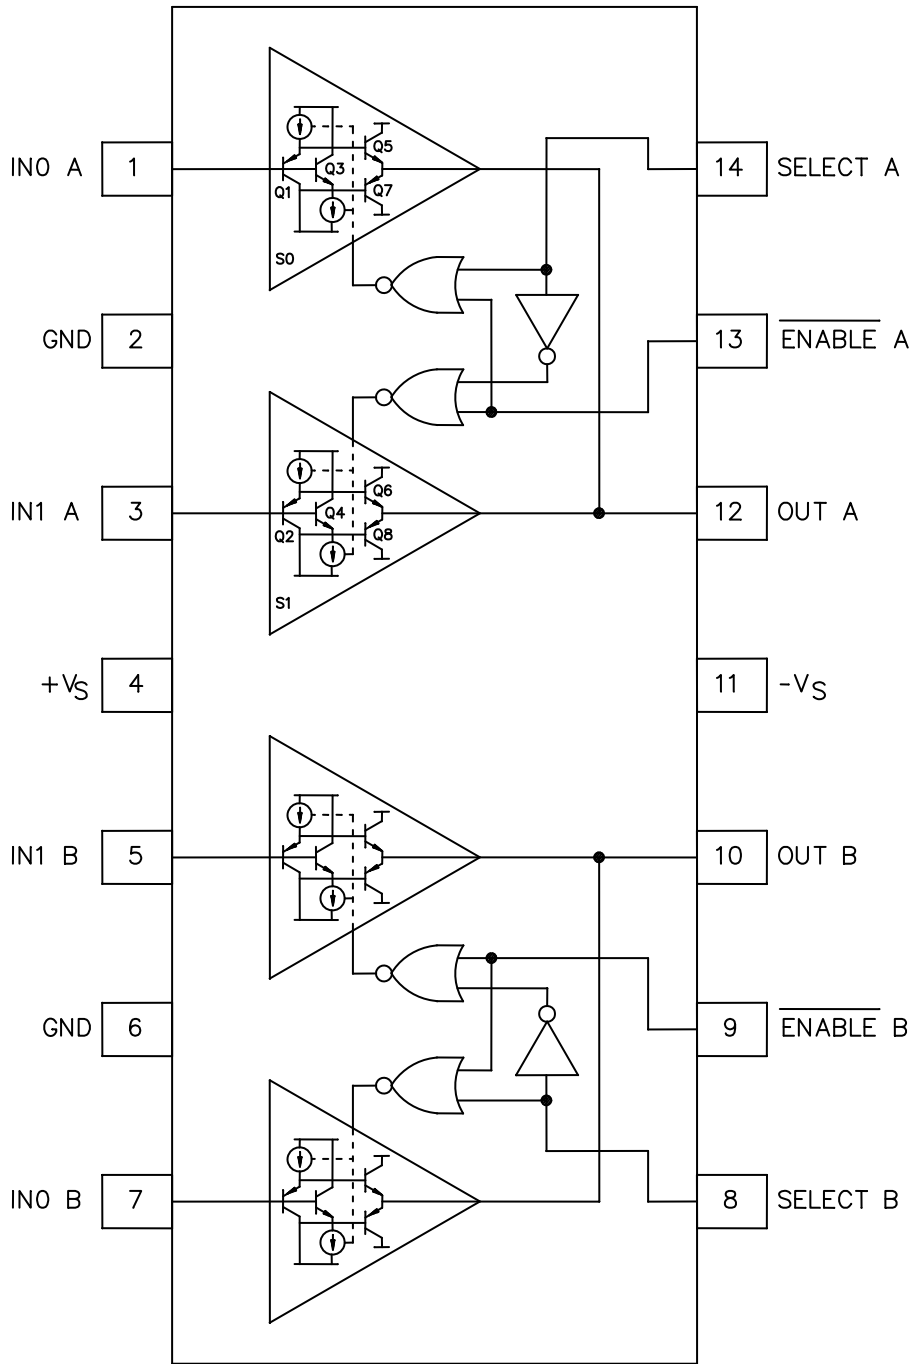 IN0 A 1 14 SELECT A
Q5
Q3
Q1 Q7
S0
GND 2 13 ENABLE A
IN1 A 3 12 OUT A
Q6
Q4
Q2 Q8
S1
+VS 4 11 -VS
IN1 B 5 10 OUT B
GND 6 9 ENABLE B
IN0 B 7 8 SELECT B